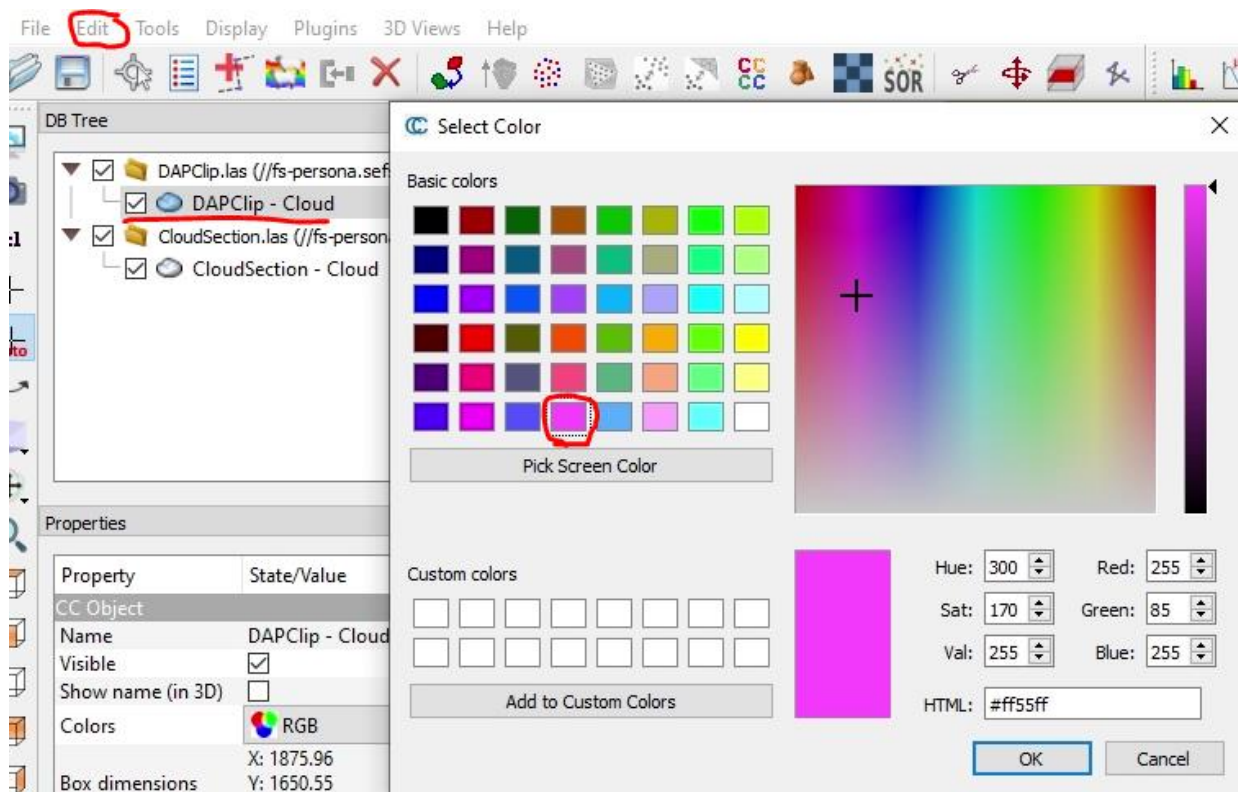 File Edit Tools Display Plugins 3D Views Help
CC
CC
SOR
DB Tree
DAPClip.las (//fs-persona.sef
DAPClip - Cloud
CloudSection.las (//fs-person
CloudSection - Cloud
Properties
Property State/Value
CC Object
Name DAPClip - Cloud
Visible
Show name (in 3D)
Colors RGB
Box dimensions X: 1875.96
Y: 1650.55
Select Color
Basic colors
Pick Screen Color
Custom colors
Add to Custom Colors
Hue: 300 Red: 255
Sat: 170 Green: 85
Val: 255 Blue: 255
HTML: #ff55ff
OK Cancel